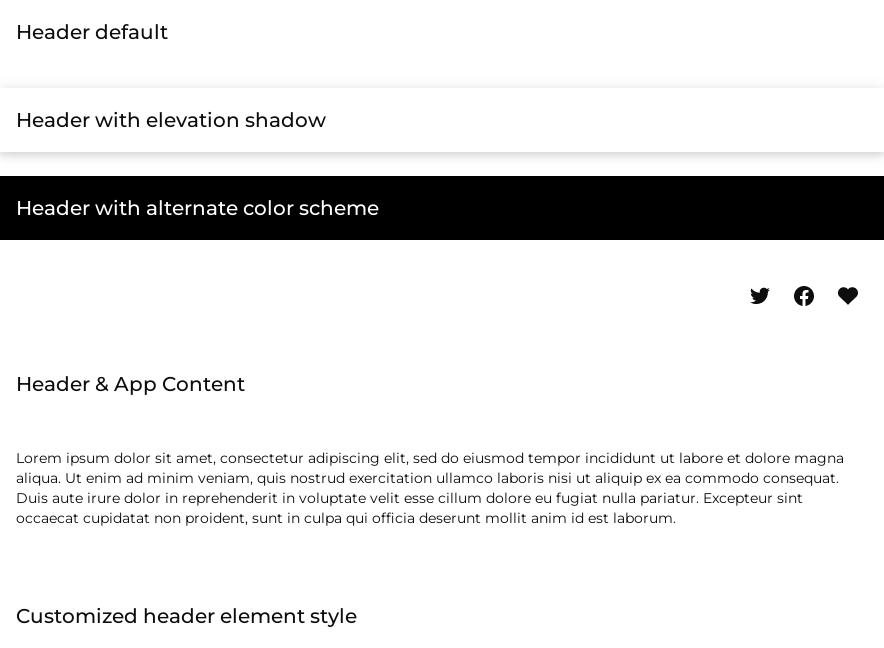 Header default
Header with elevation shadow
Header with alternate color scheme
Header & App Content
Lorem ipsum dolor sit amet, consectetur adipiscing elit, sed do eiusmod tempor incididunt ut labore et dolore magna
aliqua. Ut enim ad minim veniam, quis nostrud exercitation ullamco laboris nisi ut aliquip ex ea commodo consequat.
Duis aute irure dolor in reprehenderit in voluptate velit esse cillum dolore eu fugiat nulla pariatur. Excepteur sint
occaecat cupidatat non proident, sunt in culpa qui officia deserunt mollit anim id est laborum.
Customized header element style